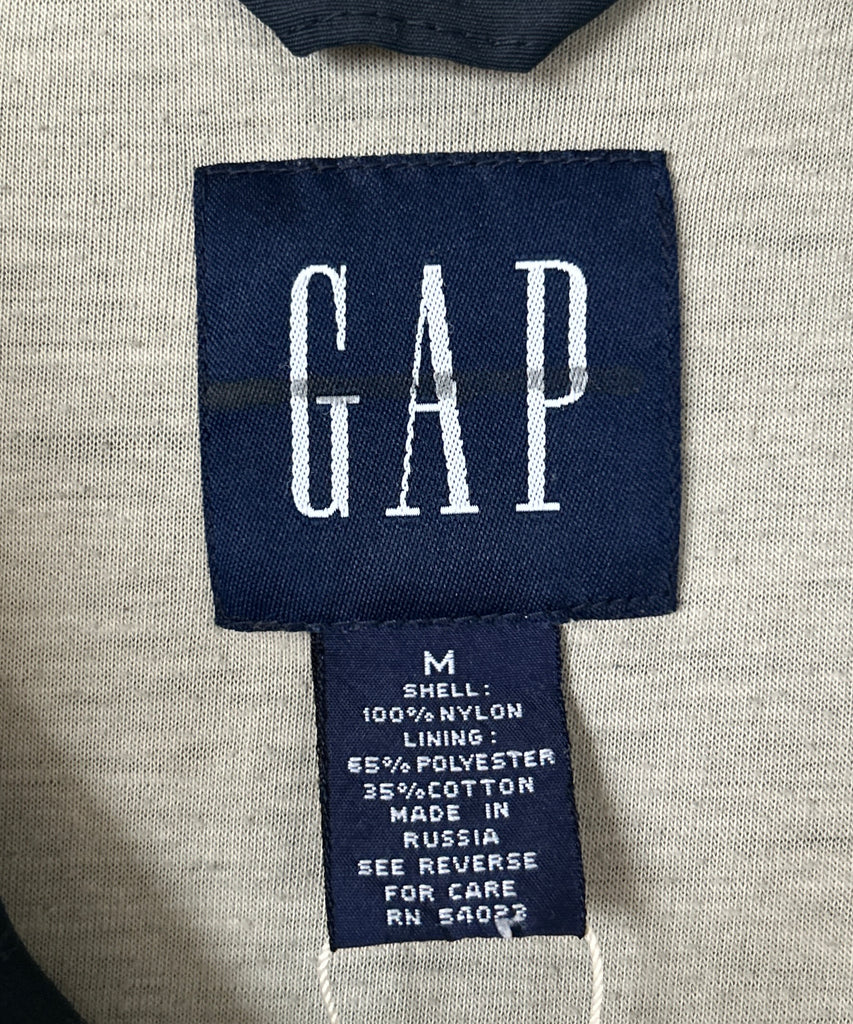 GAP
M
SHELL:
100% NYLON
LINING:
65% POLYESTER
35% COTTON
MADE IN
RUSSIA
SEE REVERSE
FOR CARE
RN 54023